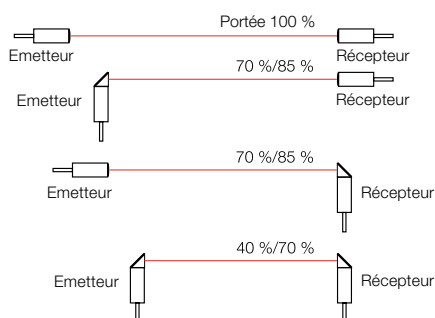 Portée 100 %
Emetteur
Récepteur
70 %/85 %
Emetteur
Récepteur
70 %/85 %
Emetteur
Récepteur
40 %/70 %
Emetteur
Récepteur